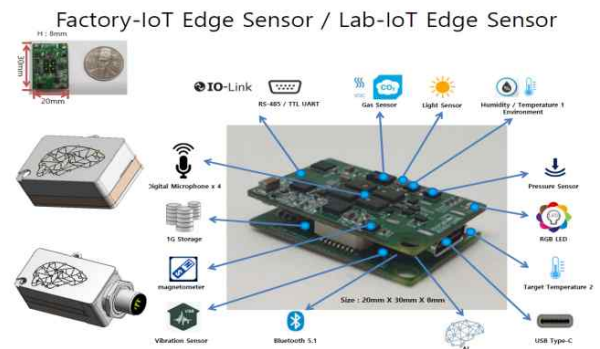 Factory-IoT Edge Sensor / Lab-IoT Edge Sensor
H : 8mm
30mm
20mm
IO-Link
RS-485 / TTL UART
VOC
CO₂
Gas Sensor
Light Sensor
Humidity / Temperature 1
Environment
Digital Microphone x 4
Pressure Sensor
1G Storage
RGB LED
magnetometer
Target Temperature 2
Size : 20mm X 30mm X 8mm
Vibration Sensor
Bluetooth 5.1
AI
USB Type-C